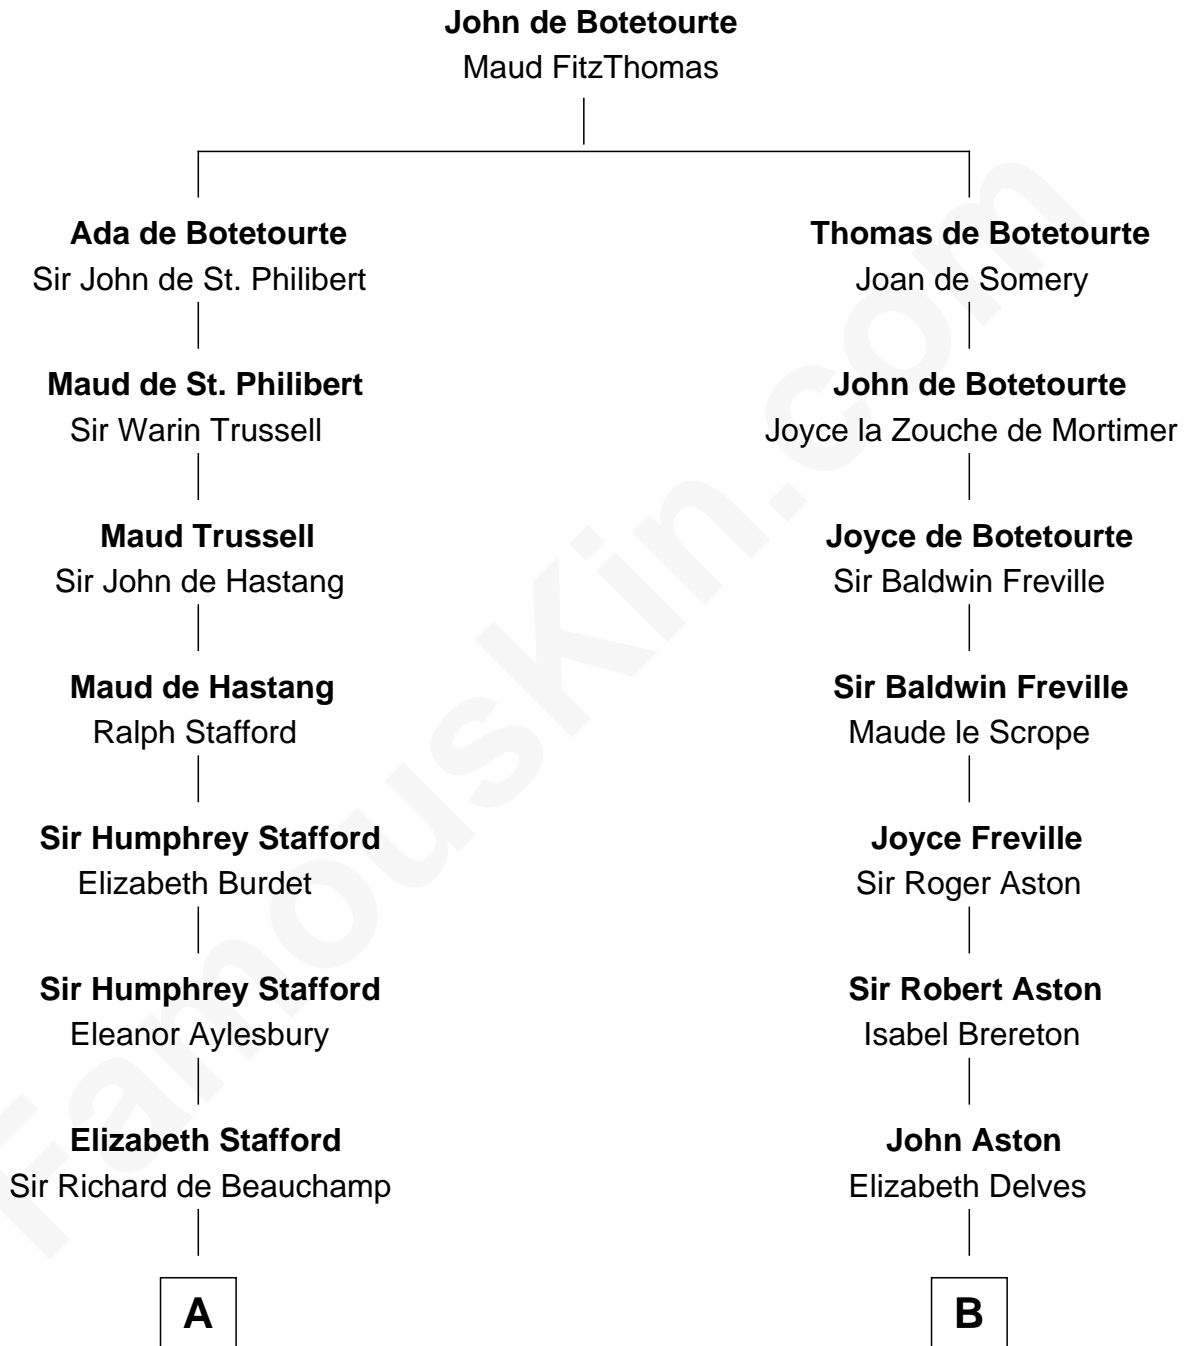 John de Botetourte
Maud FitzThomas
Ada de Botetourte
Sir John de St. Philibert
Thomas de Botetourte
Joan de Somery
Maud de St. Philibert
Sir Warin Trussell
John de Botetourte
Joyce la Zouche de Mortimer
Maud Trussell
Sir John de Hastang
Joyce de Botetourte
Sir Baldwin Freville
Maud de Hastang
Ralph Stafford
Sir Baldwin Freville
Maude le Scrope
Sir Humphrey Stafford
Elizabeth Burdet
Joyce Freville
Sir Roger Aston
Sir Humphrey Stafford
Eleanor Aylesbury
Sir Robert Aston
Isabel Brereton
Elizabeth Stafford
Sir Richard de Beauchamp
John Aston
Elizabeth Delves
A
B
FamousKin.com